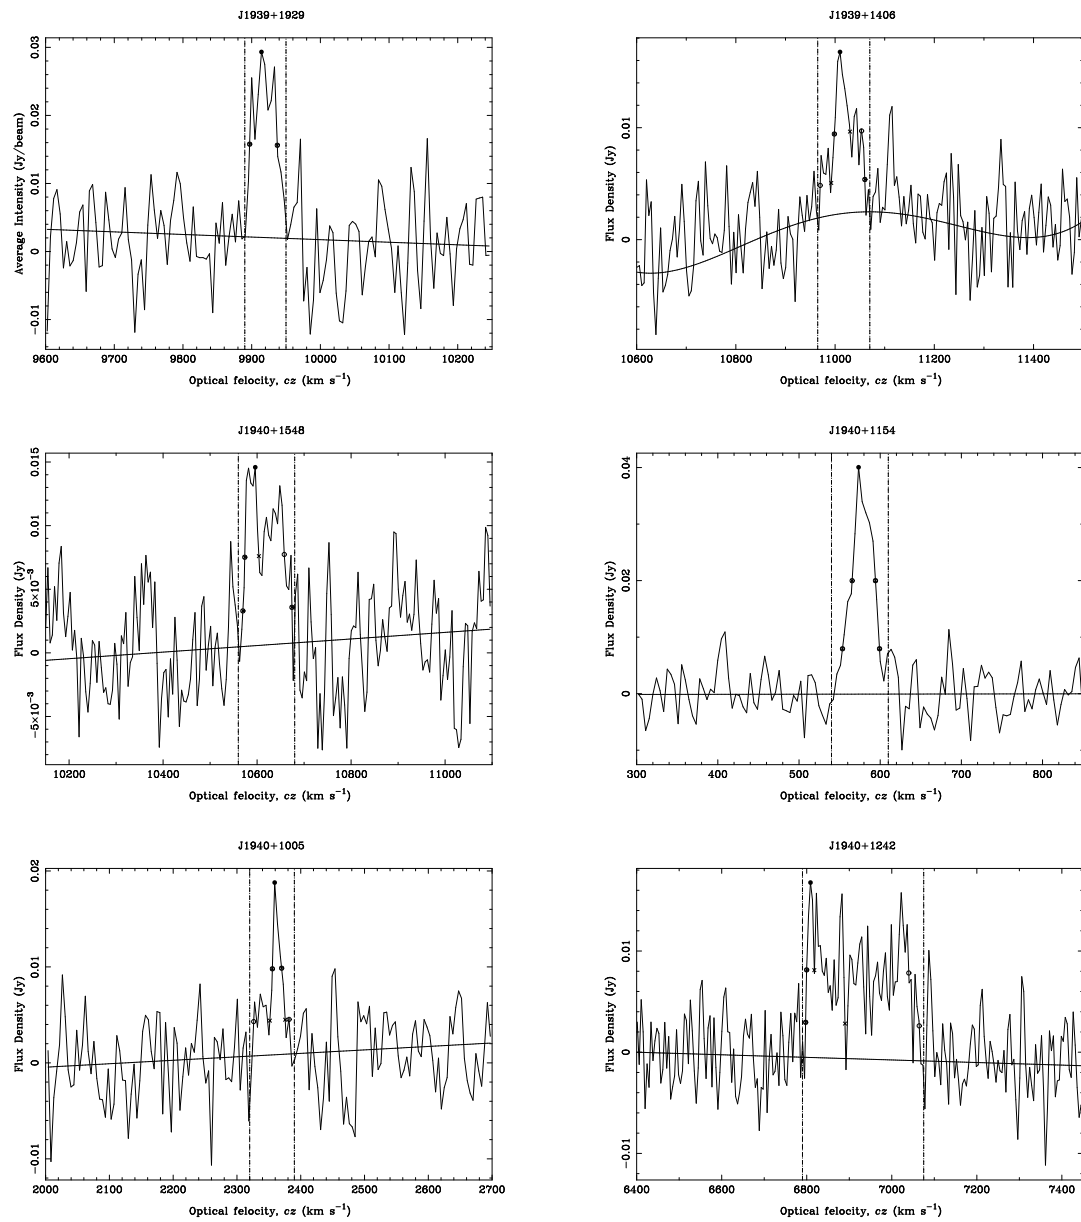 J1939+1929
0.03
0.02
0.01
0
−0.01
Average Intensity (Jy/beam)
9600 9700 9800 9900 10000 10100 10200
Optical felocity, cz (km s⁻¹)
J1939+1406
0.01
0
Flux Density (Jy)
10600 10800 11000 11200 11400
Optical felocity, cz (km s⁻¹)
J1940+1548
0.015
0.01
5×10⁻³
0
−5×10⁻³
Flux Density (Jy)
10200 10400 10600 10800 11000
Optical felocity, cz (km s⁻¹)
J1940+1154
0.04
0.02
0
Flux Density (Jy)
300 400 500 600 700 800
Optical felocity, cz (km s⁻¹)
J1940+1005
0.02
0.01
0
−0.01
Flux Density (Jy)
2000 2100 2200 2300 2400 2500 2600 2700
Optical felocity, cz (km s⁻¹)
J1940+1242
0.01
0
−0.01
Flux Density (Jy)
6400 6600 6800 7000 7200 7400
Optical felocity, cz (km s⁻¹)